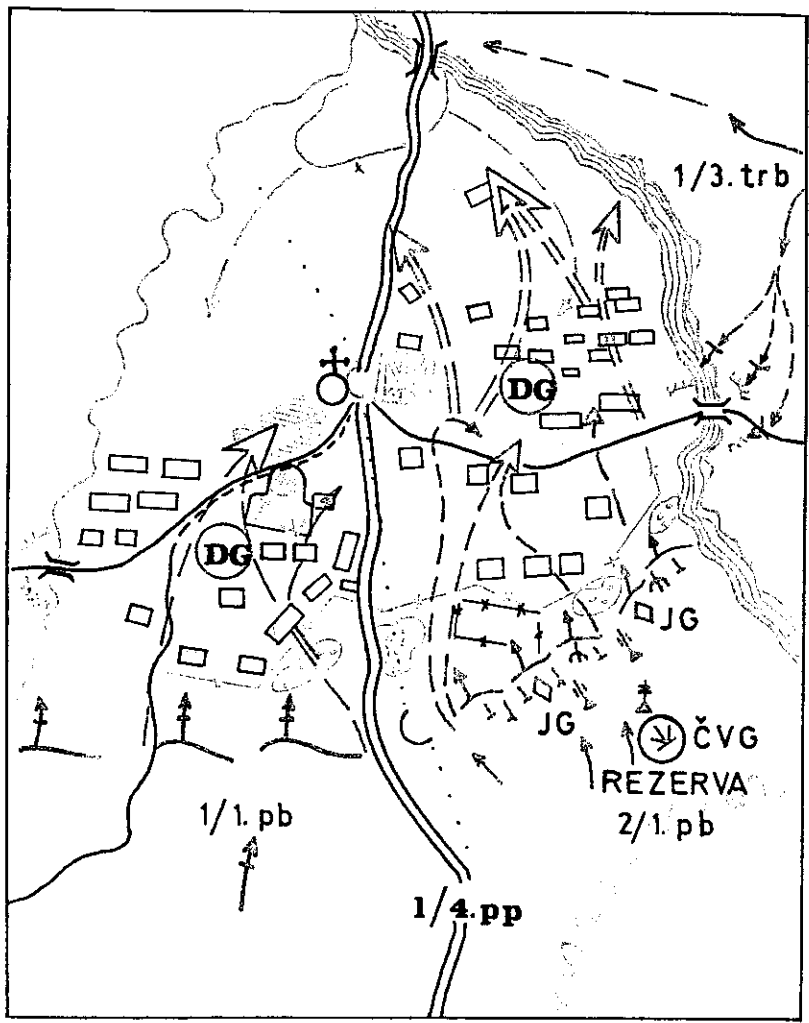 1/3. trb
DG
DG
JG
JG
ČVG
REZERVA
2/1. pb
1/1. pb
1/4. pp